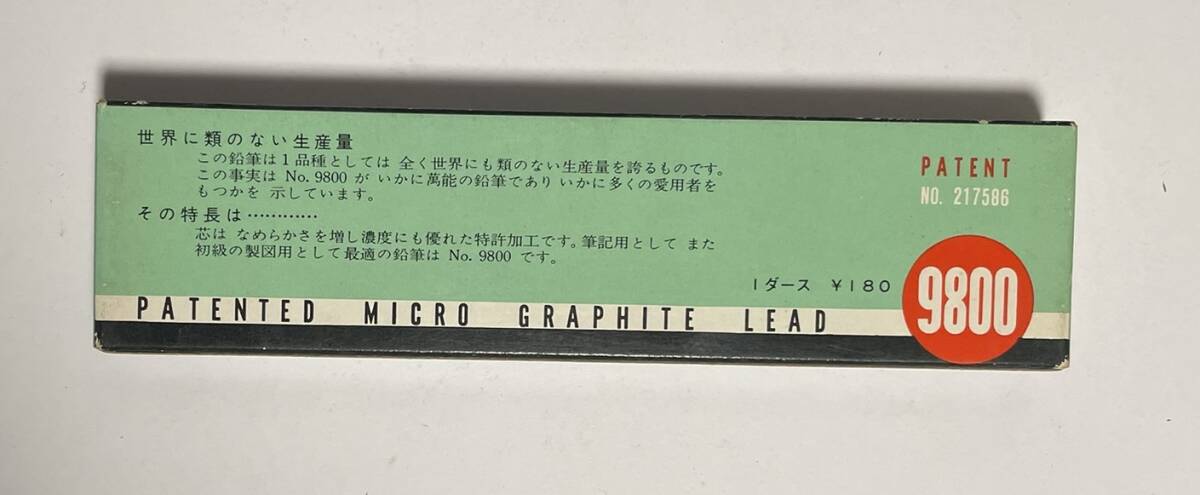 世界に類のない生産量
この鉛筆は1品種としては 全く世界にも類のない生産量を誇るものです。
この事実は No. 9800 が いかに萬能の鉛筆であり いかに多くの愛用者を
もつかを 示しています。
その特長は…………
芯は なめらかさを増し濃度にも優れた特許加工です。筆記用として また
初級の製図用として最適の鉛筆は No. 9800 です。
PATENT
NO. 217586
1ダース ¥180
9800
PATENTED MICRO GRAPHITE LEAD